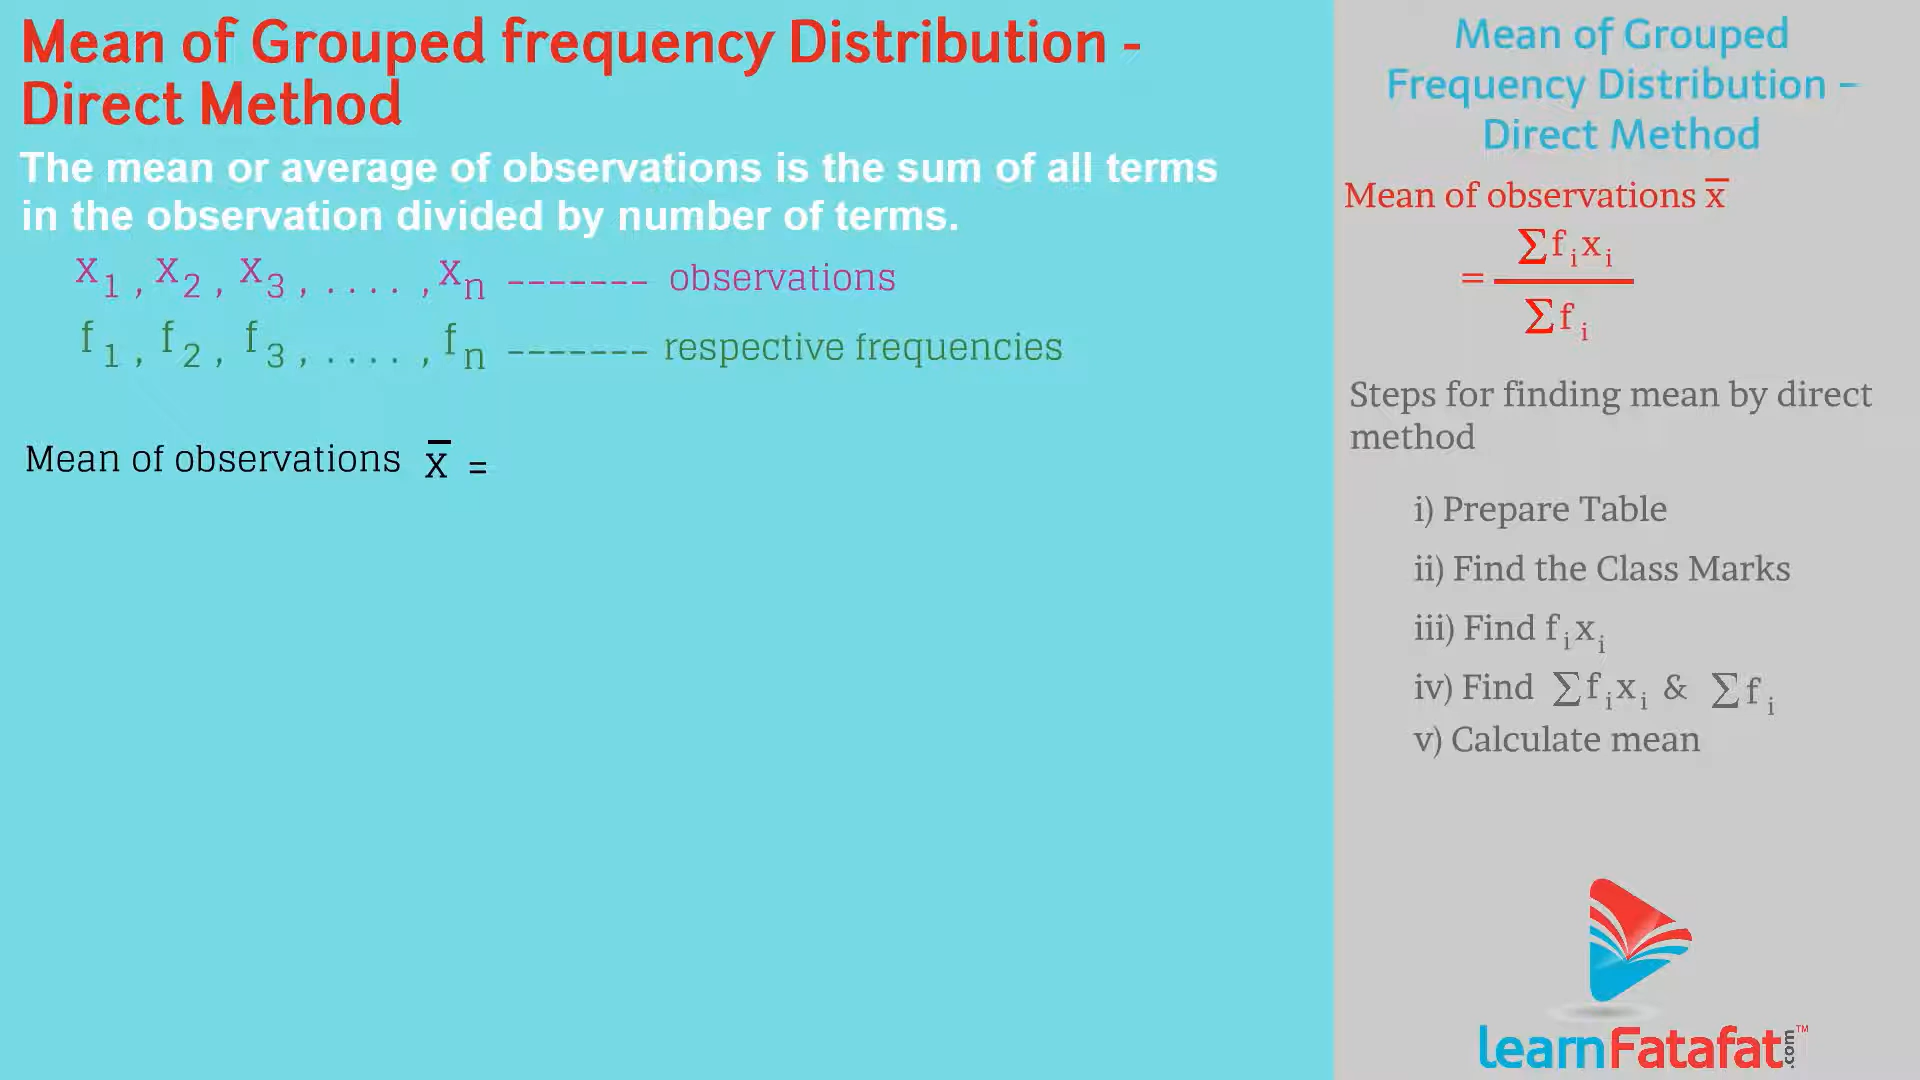 Mean of Grouped frequency Distribution -
Direct Method
The mean or average of observations is the sum of all terms
in the observation divided by number of terms.
x₁ , x₂ , x₃ , . . . . , xₙ ------- observations
f₁ , f₂ , f₃ , . . . . , fₙ ------- respective frequencies
Mean of observations x̅ =
Mean of Grouped
Frequency Distribution –
Direct Method
Mean of observations x̅
∑fᵢxᵢ
=
∑fᵢ
Steps for finding mean by direct
method
i) Prepare Table
ii) Find the Class Marks
iii) Find fᵢxᵢ
iv) Find ∑fᵢxᵢ & ∑fᵢ
v) Calculate mean
learnFatafat.com™